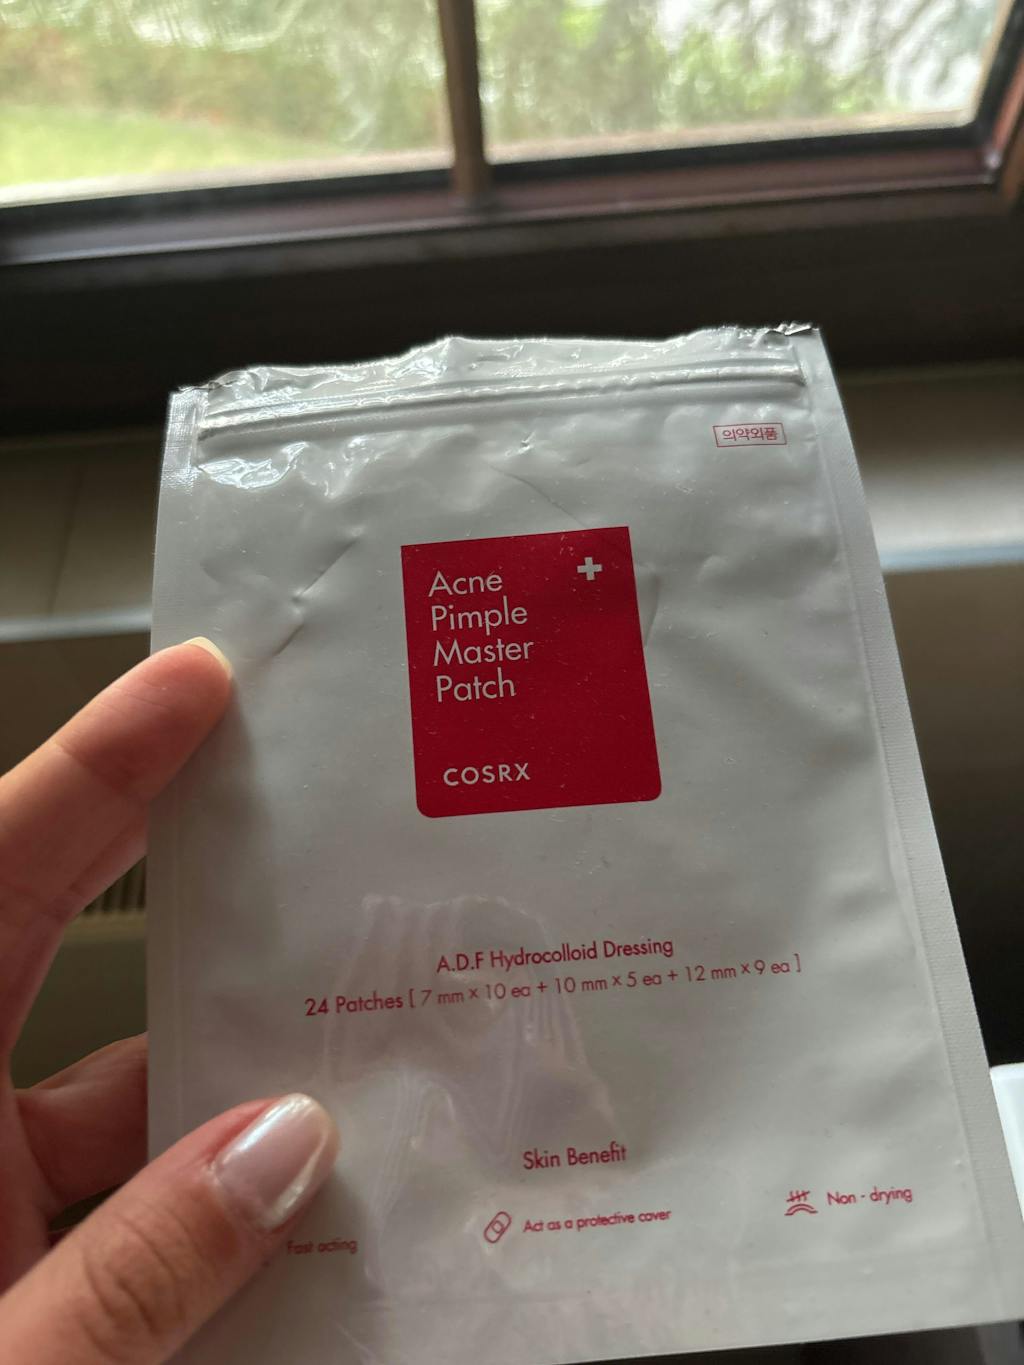 의약외품
Acne
Pimple
Master
Patch
COSRX
A.D.F Hydrocolloid Dressing
24 Patches [ 7 mm × 10 ea + 10 mm × 5 ea + 12 mm × 9 ea ]
Skin Benefit
Fast acting
Act as a protective cover
Non - drying